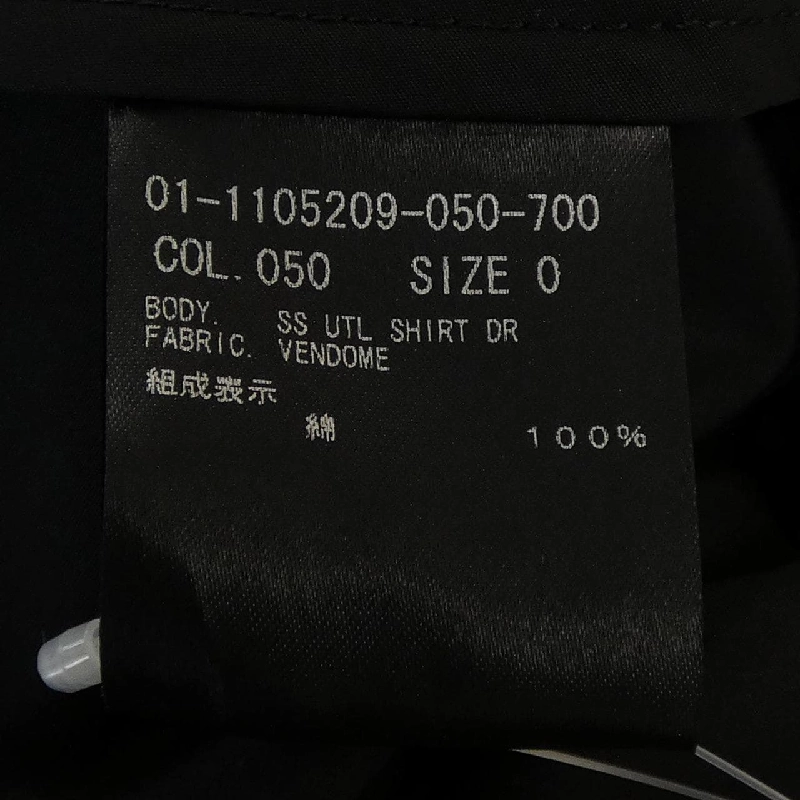 01-1105209-050-700
COL. 050 SIZE 0
BODY. SS UTL SHIRT DR
FABRIC. VENDOME
組成表示
綿 100%